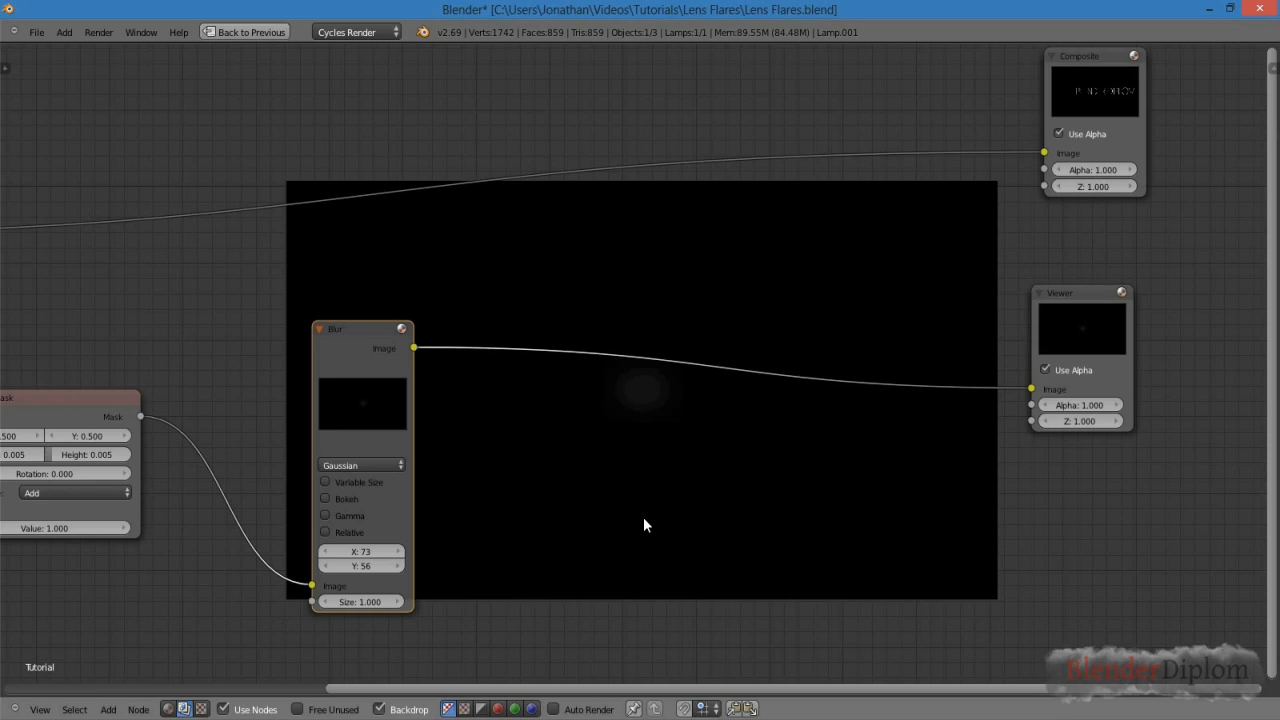 Blender* [C:\Users\Jonathan\Videos\Tutorials\Lens Flares\Lens Flares.blend]
File Add Render Window Help Back to Previous Cycles Render v2.69 | Verts:1742 | Faces:859 | Tris:859 | Objects:1/3 | Lamps:1/1 | Mem:89.55M (84.48M) | Lamp.001
Composite
Use Alpha
Image
Alpha: 1.000
Z: 1.000
Viewer
Use Alpha
Image
Alpha: 1.000
Z: 1.000
Blur
Image
Gaussian
Variable Size
Bokeh
Gamma
Relative
X: 73
Y: 56
Image
Size: 1.000
ask
Mask
.500 Y: 0.500
0.005 Height: 0.005
Rotation: 0.000
Add
Value: 1.000
Tutorial
BlenderDiplom
View Select Add Node Use Nodes Free Unused Backdrop Auto Render